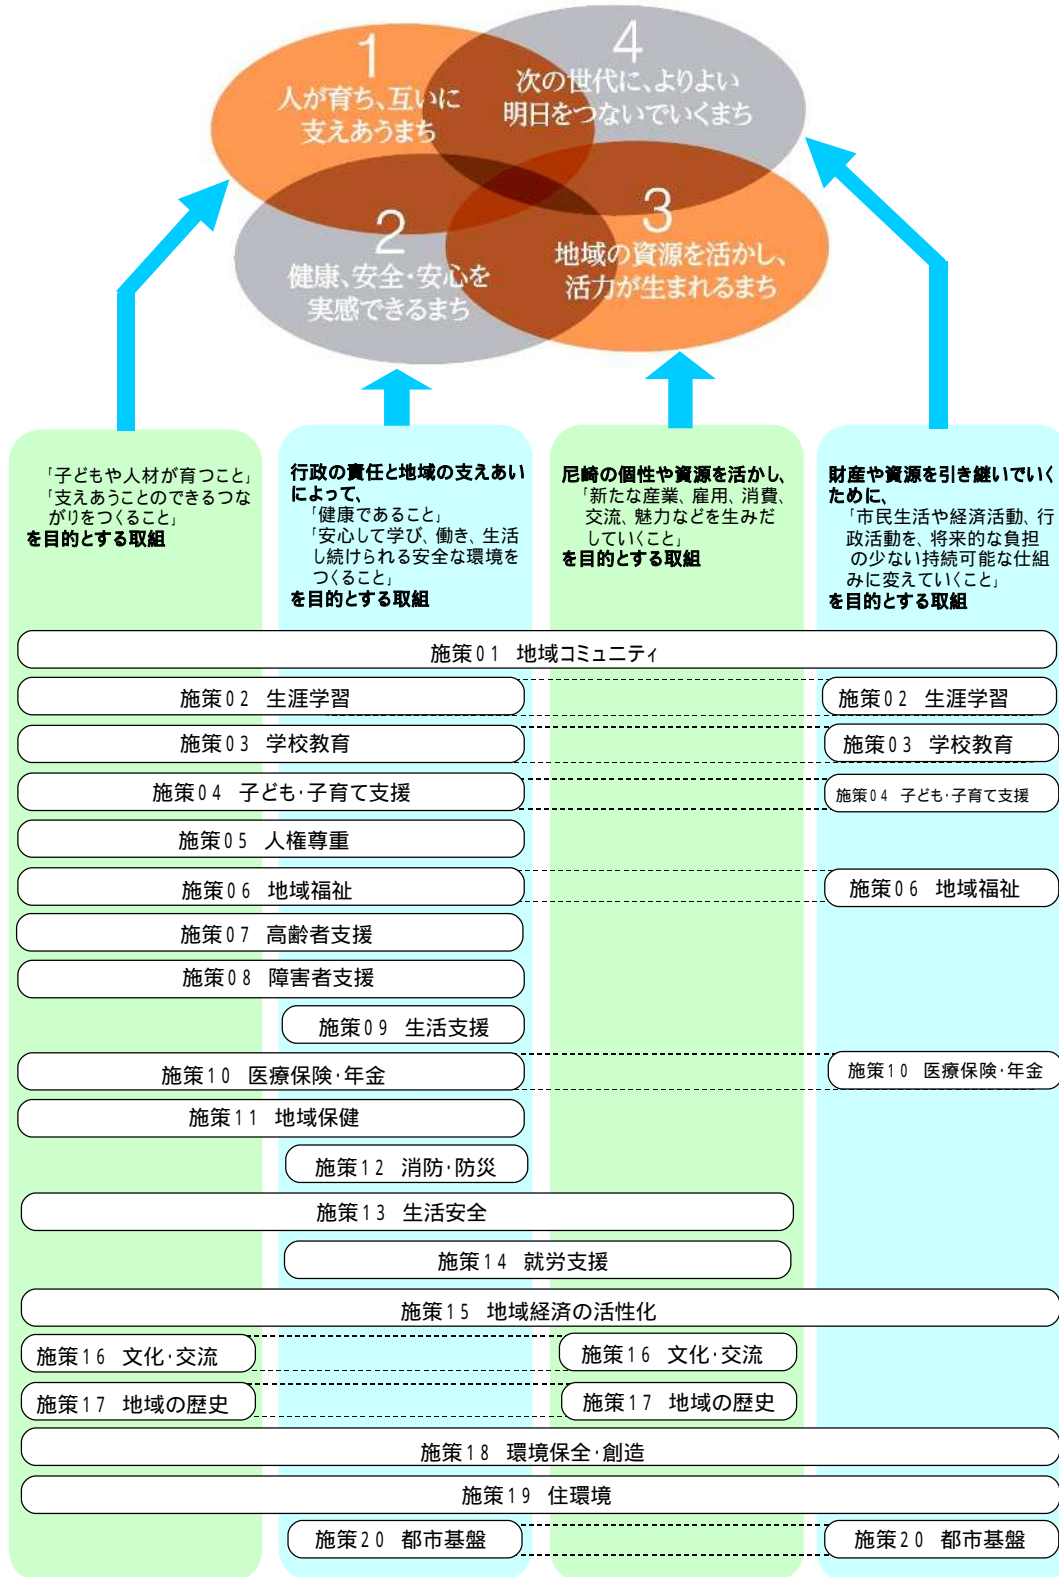 1
人が育ち、互いに
支えあうまち
4
次の世代に、よりよい
明日をつないでいくまち
2
健康、安全・安心を
実感できるまち
3
地域の資源を活かし、
活力が生まれるまち
「子どもや人材が育つこと」
「支えあうことのできるつな
がりをつくること」
を目的とする取組
行政の責任と地域の支えあい
によって、
「健康であること」
「安心して学び、働き、生活
し続けられる安全な環境を
つくること」
を目的とする取組
尼崎の個性や資源を活かし、
「新たな産業、雇用、消費、
交流、魅力などを生みだ
していくこと」
を目的とする取組
財産や資源を引き継いでいく
ために、
「市民生活や経済活動、行
政活動を、将来的な負担
の少ない持続可能な仕組
みに変えていくこと」
を目的とする取組
施策01 地域コミュニティ
施策02 生涯学習
施策02 生涯学習
施策03 学校教育
施策03 学校教育
施策04 子ども・子育て支援
施策04 子ども・子育て支援
施策05 人権尊重
施策06 地域福祉
施策06 地域福祉
施策07 高齢者支援
施策08 障害者支援
施策09 生活支援
施策10 医療保険・年金
施策10 医療保険・年金
施策11 地域保健
施策12 消防・防災
施策13 生活安全
施策14 就労支援
施策15 地域経済の活性化
施策16 文化・交流
施策16 文化・交流
施策17 地域の歴史
施策17 地域の歴史
施策18 環境保全・創造
施策19 住環境
施策20 都市基盤
施策20 都市基盤